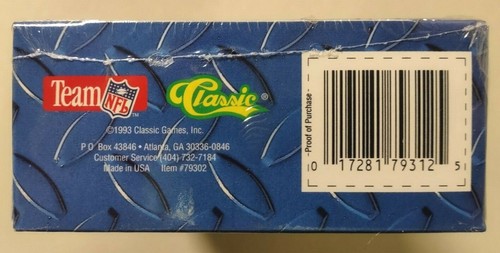 Team NFL
Classic®
©1993 Classic Games, Inc.
P O Box 43846 • Atlanta, GA 30336-0846
Customer Service (404) 732-7184
Made in USA Item #79302
Proof of Purchase
0 17281 79312 5